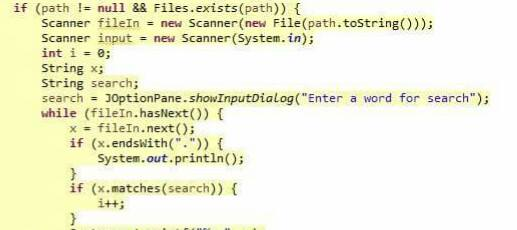 if (path != null && Files.exists(path)) {
Scanner fileIn = new Scanner(new File(path.toString()));
Scanner input = new Scanner(System.in);
int i = 0;
String x;
String search;
search = JOptionPane.showInputDialog("Enter a word for search");
while (fileIn.hasNext()) {
x = fileIn.next();
if (x.endsWith(".")) {
System.out.println();
}
if (x.matches(search)) {
i++;
}